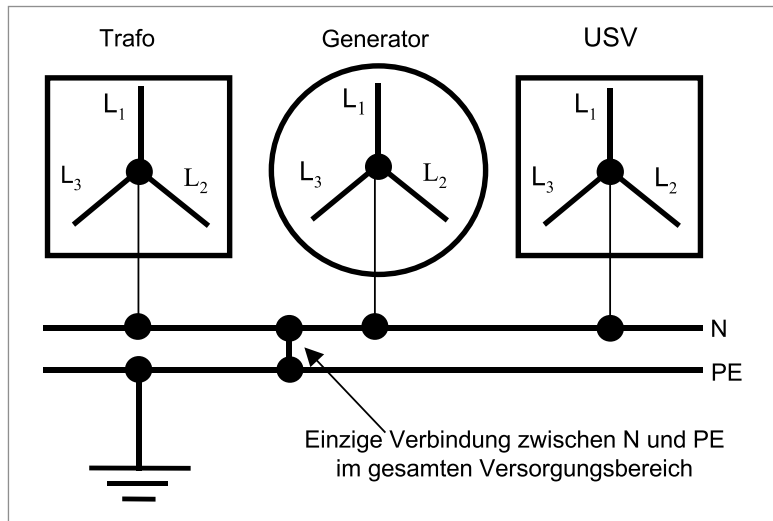 Trafo
Generator
USV
L₁
L₃
L₂
L₁
L₃
L₂
L₁
L₃
L₂
N
PE
Einzige Verbindung zwischen N und PE
im gesamten Versorgungsbereich